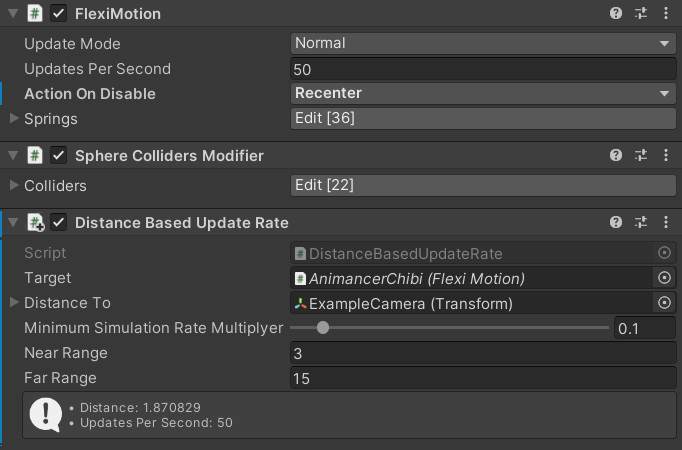 FlexiMotion
Update Mode Normal
Updates Per Second 50
Action On Disable Recenter
Springs Edit [36]
Sphere Colliders Modifier
Colliders Edit [22]
Distance Based Update Rate
Script DistanceBasedUpdateRate
Target AnimancerChibi (Flexi Motion)
Distance To ExampleCamera (Transform)
Minimum Simulation Rate Multiplyer 0.1
Near Range 3
Far Range 15
• Distance: 1.870829
• Updates Per Second: 50